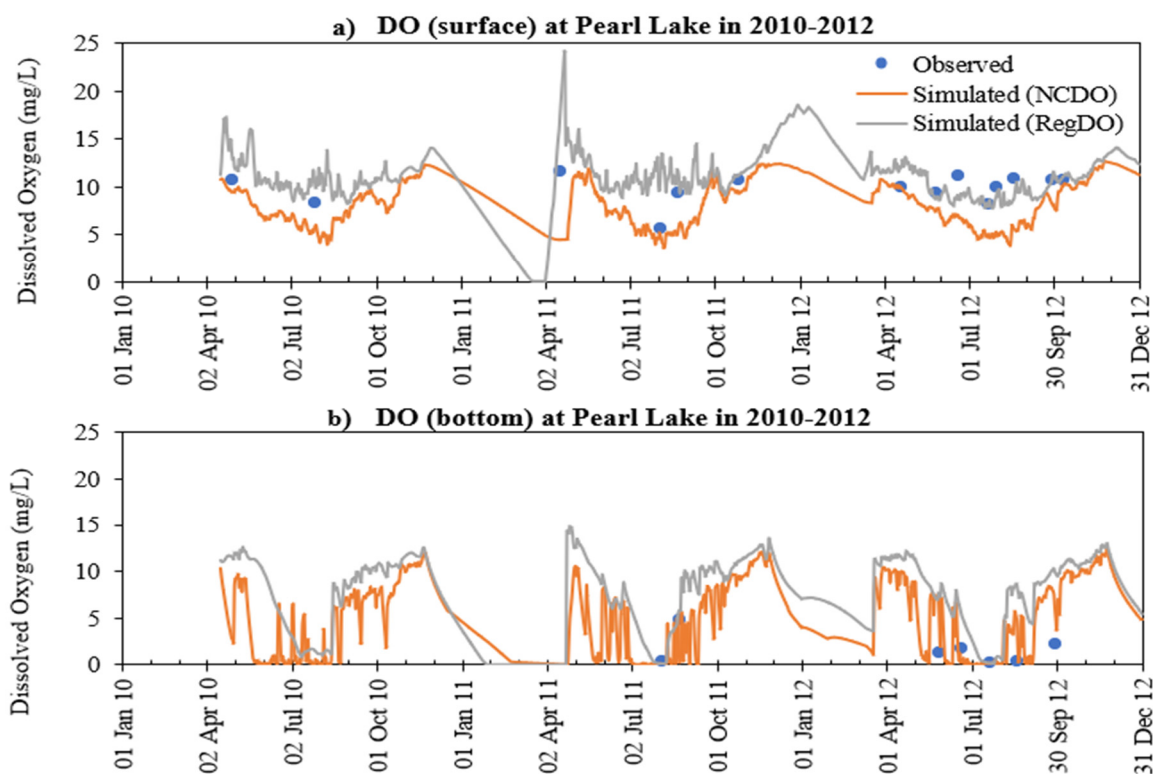 a) DO (surface) at Pearl Lake in 2010-2012
Dissolved Oxygen (mg/L)
25
20
15
10
5
0
Observed
Simulated (NCDO)
Simulated (RegDO)
01 Jan 10
02 Apr 10
02 Jul 10
01 Oct 10
01 Jan 11
02 Apr 11
02 Jul 11
01 Oct 11
01 Jan 12
01 Apr 12
01 Jul 12
30 Sep 12
31 Dec 12
b) DO (bottom) at Pearl Lake in 2010-2012
Dissolved Oxygen (mg/L)
25
20
15
10
5
0
01 Jan 10
02 Apr 10
02 Jul 10
01 Oct 10
01 Jan 11
02 Apr 11
02 Jul 11
01 Oct 11
01 Jan 12
01 Apr 12
01 Jul 12
30 Sep 12
31 Dec 12